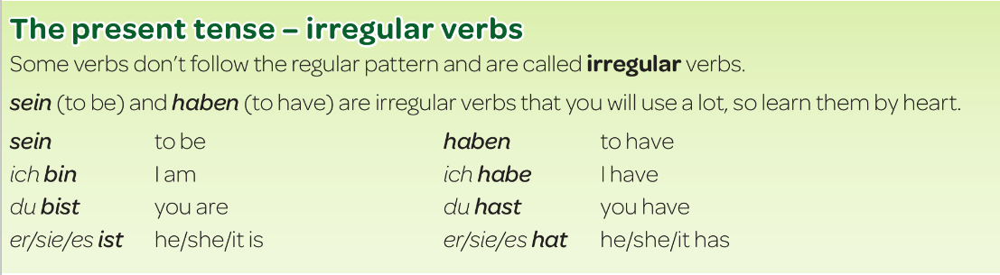 The present tense – irregular verbs
Some verbs don't follow the regular pattern and are called irregular verbs.
sein (to be) and haben (to have) are irregular verbs that you will use a lot, so learn them by heart.
sein to be haben to have
ich bin I am ich habe I have
du bist you are du hast you have
er/sie/es ist he/she/it is er/sie/es hat he/she/it has